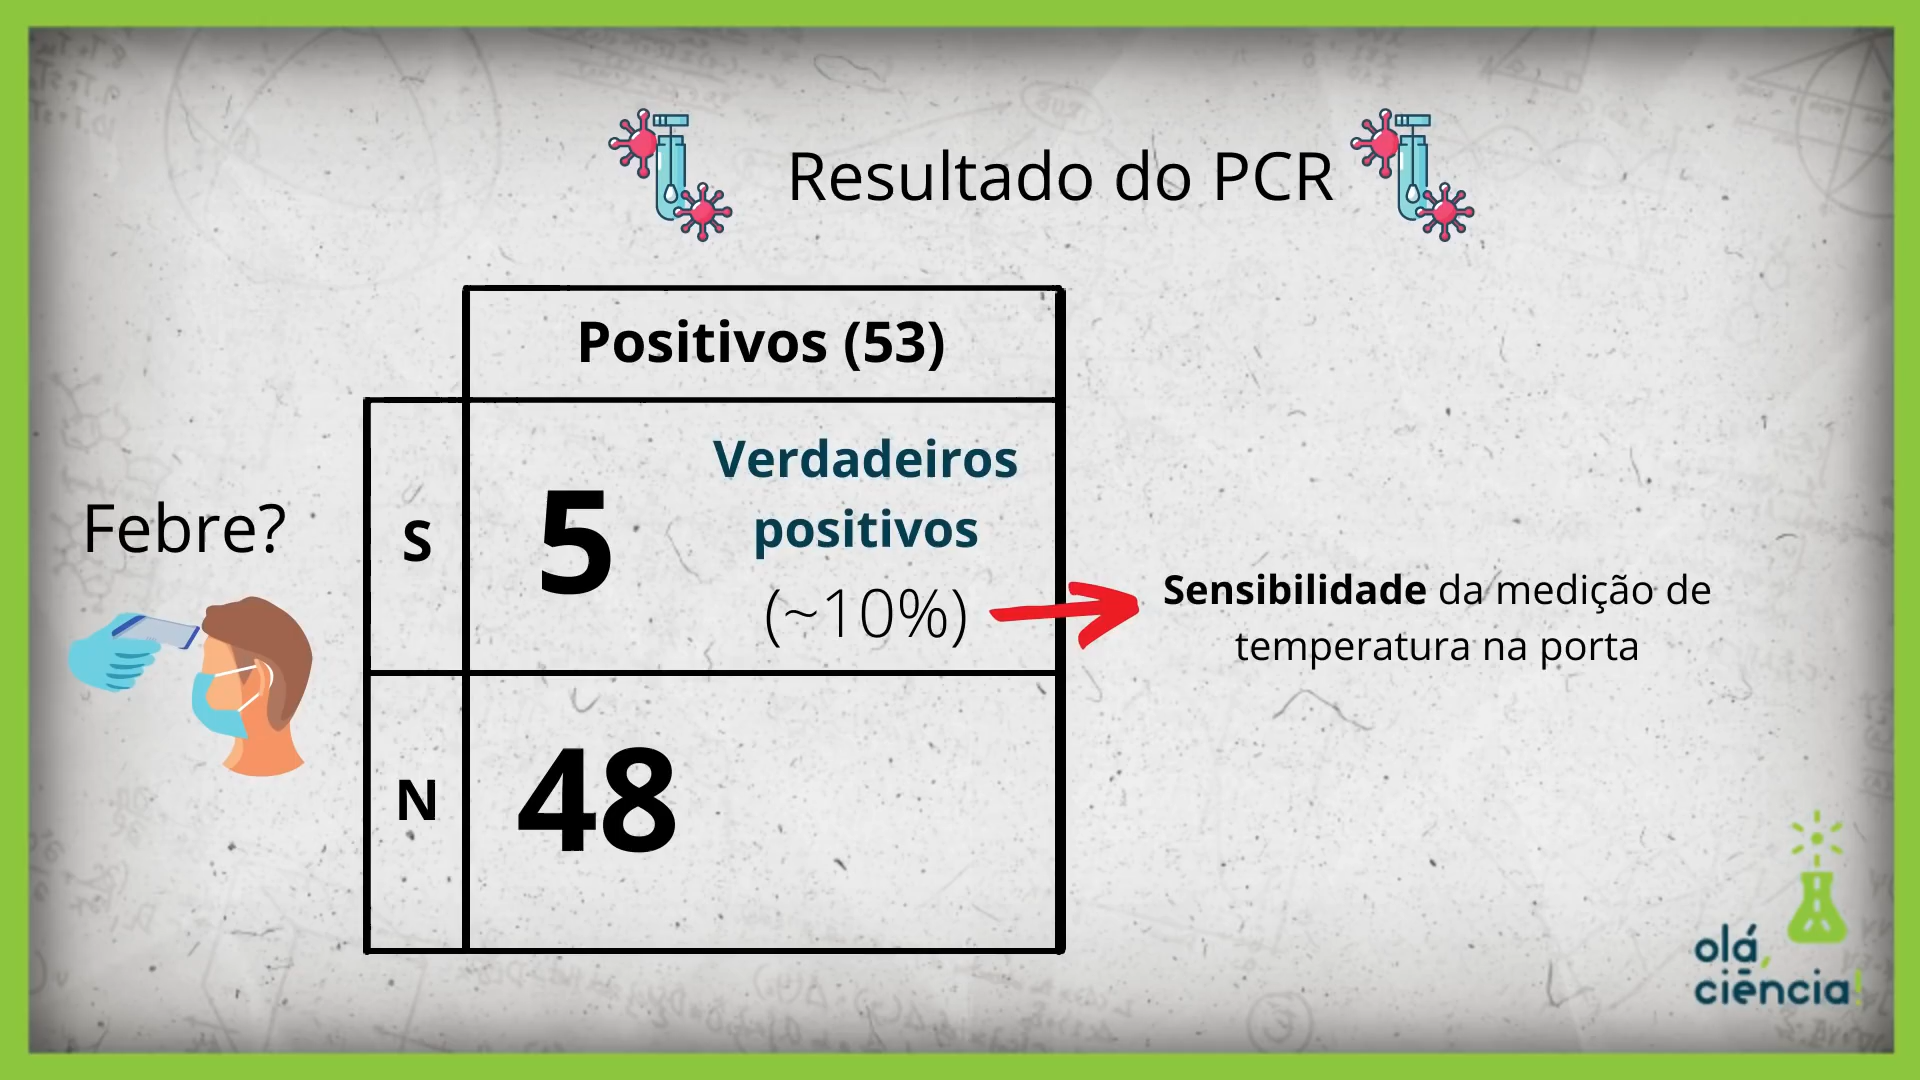 Resultado do PCR
Positivos (53)
Febre?
S
5
Verdadeiros
positivos
(~10%)
Sensibilidade da medição de
temperatura na porta
N
48
olá,
ciência!